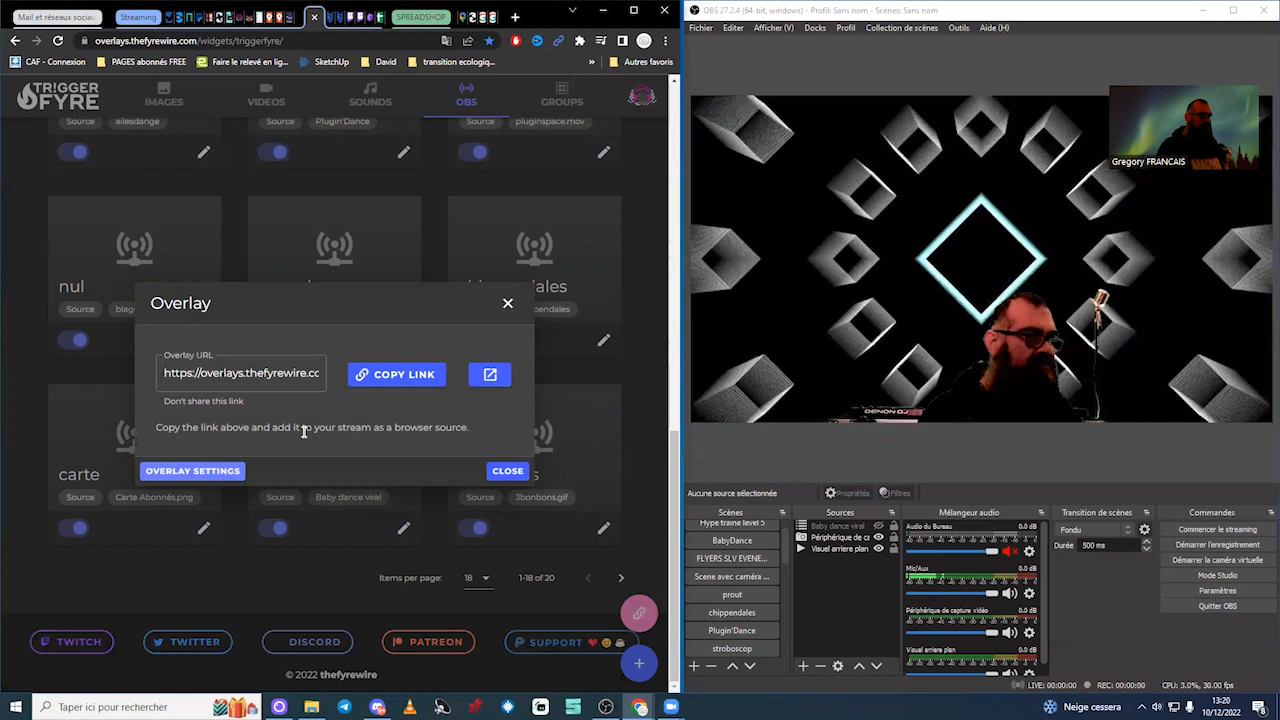 Mail et réseaux sociau
Streaming
SPREADSHOP
overlays.thefyrewire.com/widgets/triggerfyre/
CAF - Connexion
PAGES abonnés FREE
Faire le relevé en lig...
SketchUp
David
transition ecologiq...
»
Autres favoris
TR!GGER FYRE
IMAGES
VIDEOS
SOUNDS
OBS
GROUPS
Source
ailesdange
Source
Plugin'Dance
Source
pluginspace.mov
nul
Source
Source
carte
Source
Carte Abonnés.png
Source
Baby dance viral
Source
3bonbons.gif
Overlay
Overlay URL
https://overlays.thefyrewire.cc
COPY LINK
Don't share this link
Copy the link above and add it to your stream as a browser source.
OVERLAY SETTINGS
CLOSE
Items per page:
18
1-18 of 20
TWITCH
TWITTER
DISCORD
PATREON
SUPPORT
© 2022 thefyrewire
OBS 27.2.4 (64-bit, windows) - Profil: Sans nom - Scènes: Sans nom
Fichier
Editer
Afficher (V)
Docks
Profil
Collection de scènes
Outils
Aide (H)
Gregory FRANCAIS
DENON DJ
Aucune source sélectionnée
Propriétés
Filtres
Scènes
Hype traine level 5
BabyDance
FLYERS SLV EVENE...
Scene avec caméra ...
prout
chippendales
Plugin'Dance
stroboscop
Sources
Baby dance viral
Périphérique de ca
Visuel arriere plan
Mélangeur audio
Audio du Bureau
0.0 dB
Mic/Aux
0.0 dB
Périphérique de capture vidéo
0.0 dB
Visuel arriere plan
0.0 dB
Transition de scènes
Fondu
Durée
500 ms
Commandes
Commencer le streaming
Démarrer l'enregistrement
Démarrer la caméra virtuelle
Mode Studio
Paramètres
Quitter OBS
LIVE: 00:00:00
REC: 00:00:00
CPU: 3.0%, 30.00 fps
Taper ici pour rechercher
Neige cessera
13:20
10/12/2022